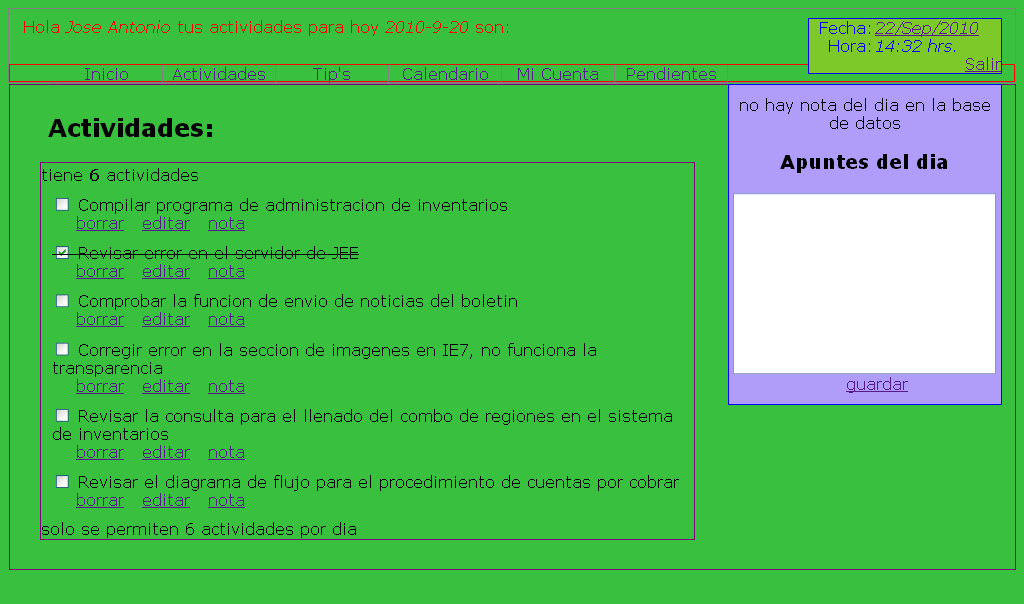 Hola Jose Antonio tus actividades para hoy 2010-9-20 son:
Fecha: 22/Sep/2010
Hora: 14:32 hrs.
Salir
Inicio Actividades Tip's Calendario Mi Cuenta Pendientes
Actividades:
tiene 6 actividades
Compilar programa de administracion de inventarios
borrar editar nota
Revisar error en el servidor de JEE
borrar editar nota
Comprobar la funcion de envio de noticias del boletin
borrar editar nota
Corregir error en la seccion de imagenes en IE7, no funciona la
transparencia
borrar editar nota
Revisar la consulta para el llenado del combo de regiones en el sistema
de inventarios
borrar editar nota
Revisar el diagrama de flujo para el procedimiento de cuentas por cobrar
borrar editar nota
solo se permiten 6 actividades por dia
no hay nota del dia en la base
de datos
Apuntes del dia
guardar